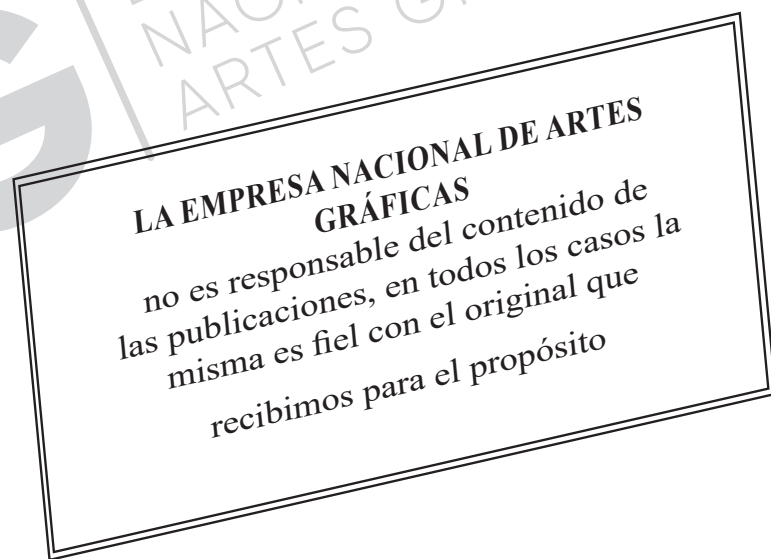 ARTES G
LA EMPRESA NACIONAL DE ARTES
GRÁFICAS
no es responsable del contenido de
las publicaciones, en todos los casos la
misma es fiel con el original que
recibimos para el propósito